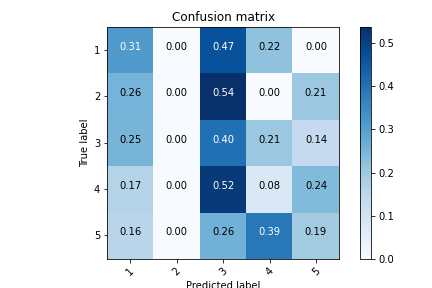 Confusion matrix
1 0.31 0.00 0.47 0.22 0.00
2 0.26 0.00 0.54 0.00 0.21
3 0.25 0.00 0.40 0.21 0.14
4 0.17 0.00 0.52 0.08 0.24
5 0.16 0.00 0.26 0.39 0.19
True label
1 2 3 4 5
Predicted label
0.5
0.4
0.3
0.2
0.1
0.0